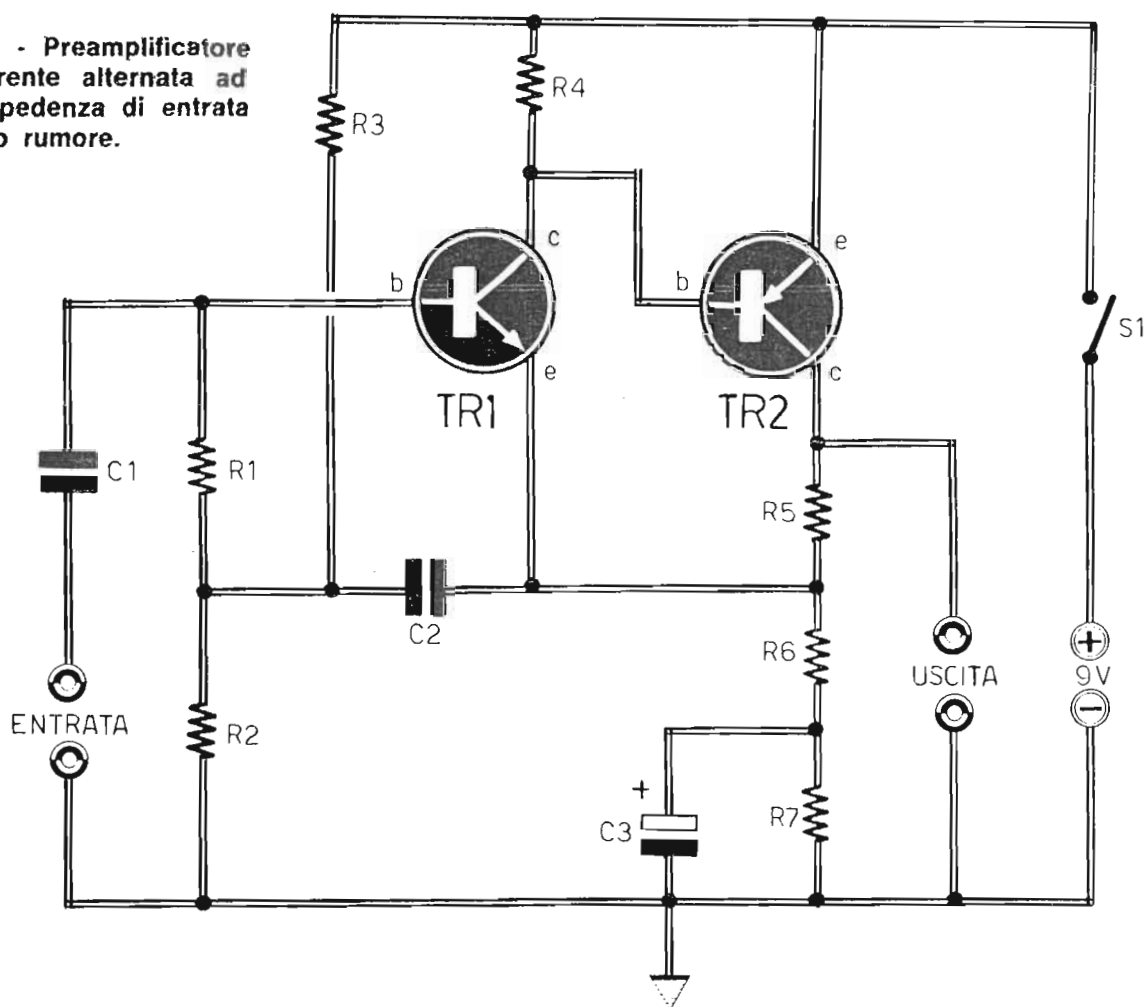 - Preamplificatore
rente alternata ad
pedenza di entrata
o rumore.
R3
R4
c
b
e
TR1
e
b
c
TR2
S1
C1
R1
R5
C2
R6
USCITA
+
9V
−
ENTRATA
R2
+
C3
R7